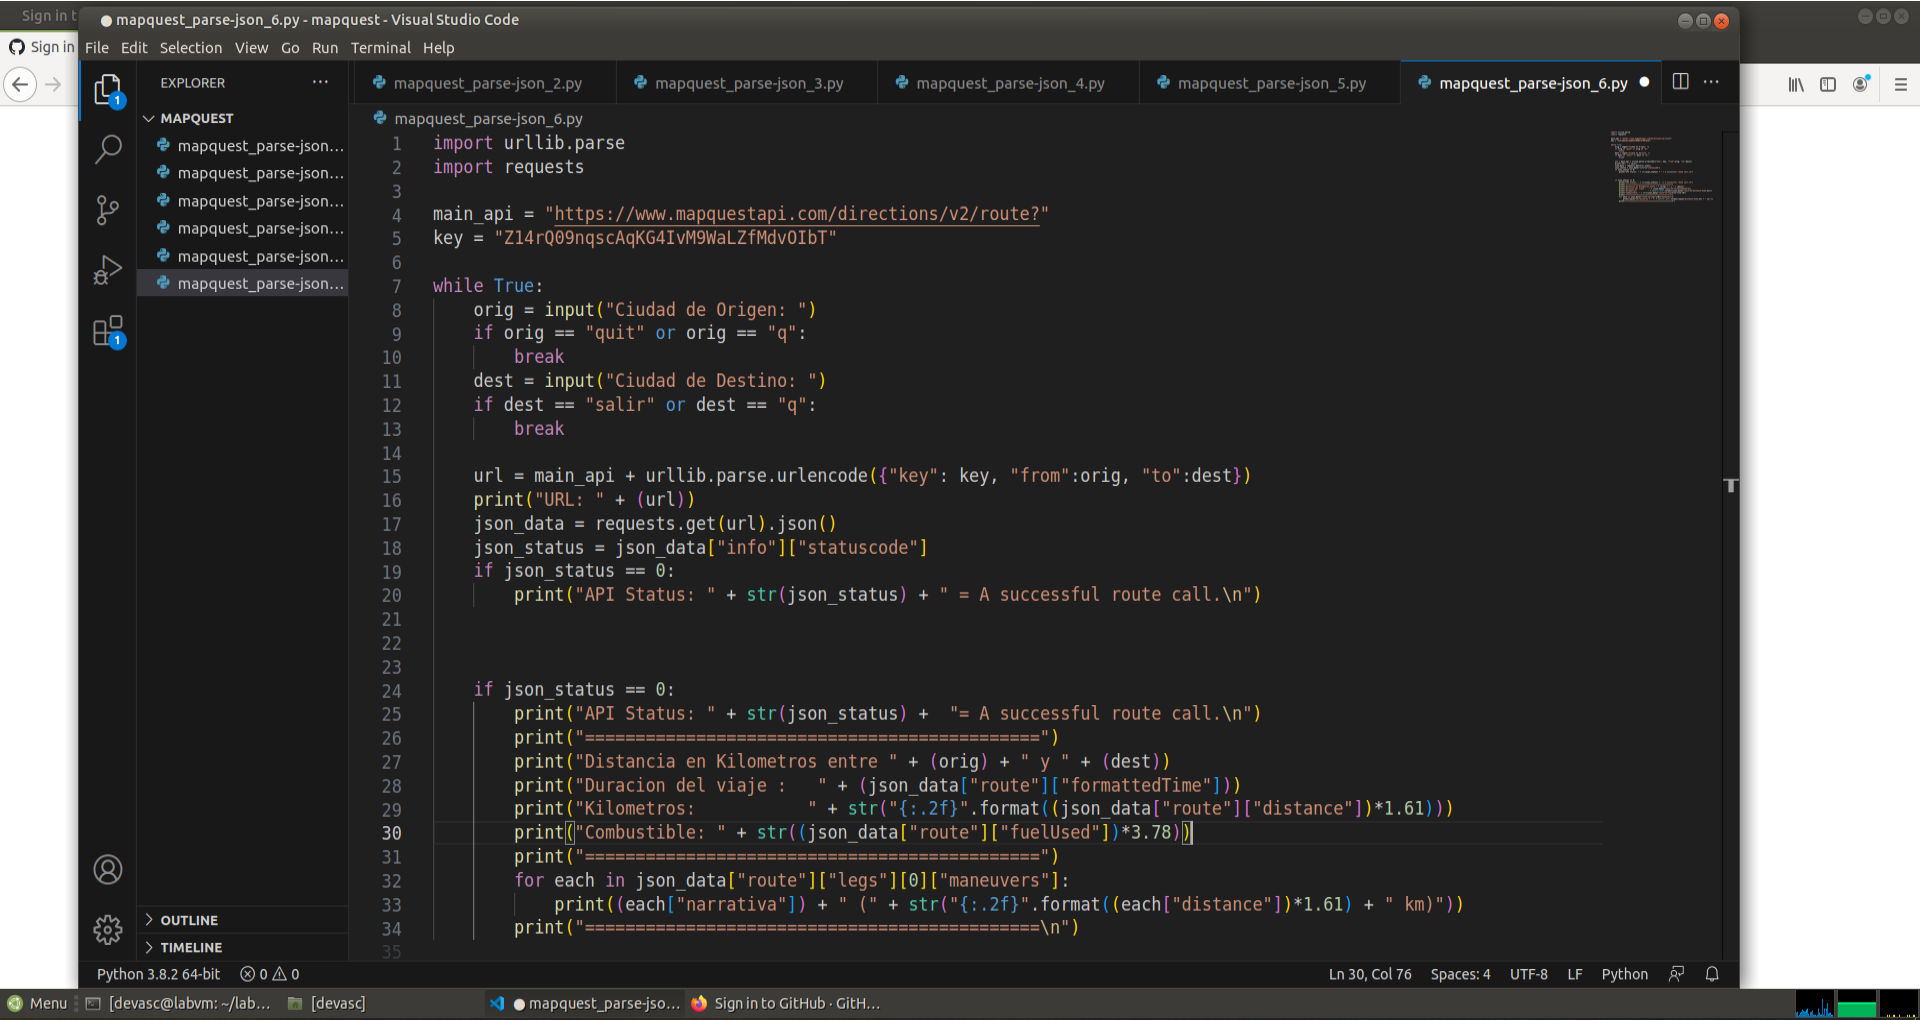 Sign in t
mapquest_parse-json_6.py - mapquest - Visual Studio Code
Sign in
File Edit Selection View Go Run Terminal Help
EXPLORER
mapquest_parse-json_2.py mapquest_parse-json_3.py mapquest_parse-json_4.py mapquest_parse-json_5.py mapquest_parse-json_6.py
MAPQUEST
mapquest_parse-json...
mapquest_parse-json...
mapquest_parse-json...
mapquest_parse-json...
mapquest_parse-json...
mapquest_parse-json...
1
1
OUTLINE
TIMELINE
mapquest_parse-json_6.py
1 import urllib.parse
2 import requests
3
4 main_api = "https://www.mapquestapi.com/directions/v2/route?"
5 key = "Z14rQ09nqscAqKG4IvM9WaLZfMdvOIbT"
6
7 while True:
8     orig = input("Ciudad de Origen: ")
9     if orig == "quit" or orig == "q":
10         break
11     dest = input("Ciudad de Destino: ")
12     if dest == "salir" or dest == "q":
13         break
14
15     url = main_api + urllib.parse.urlencode({"key": key, "from":orig, "to":dest})
16     print("URL: " + (url))
17     json_data = requests.get(url).json()
18     json_status = json_data["info"]["statuscode"]
19     if json_status == 0:
20         print("API Status: " + str(json_status) + " = A successful route call.\n")
21
22
23
24     if json_status == 0:
25         print("API Status: " + str(json_status) +  "= A successful route call.\n")
26         print("=============================================")
27         print("Distancia en Kilometros entre " + (orig) + " y " + (dest))
28         print("Duracion del viaje :   " + (json_data["route"]["formattedTime"]))
29         print("Kilometros:           " + str("{:.2f}".format((json_data["route"]["distance"])*1.61)))
30         print("Combustible: " + str((json_data["route"]["fuelUsed"])*3.78))
31         print("=============================================")
32         for each in json_data["route"]["legs"][0]["maneuvers"]:
33             print((each["narrativa"]) + " (" + str("{:.2f}".format((each["distance"])*1.61) + " km)"))
34         print("=============================================\n")
35
Python 3.8.2 64-bit 0 0 Ln 30, Col 76 Spaces: 4 UTF-8 LF Python
Menu [devasc@labvm: ~/lab... [devasc] mapquest_parse-jso... Sign in to GitHub · GitH...